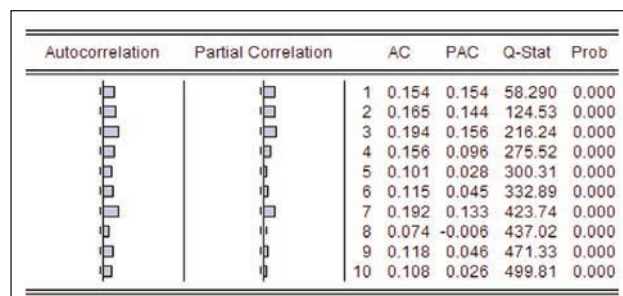 Autocorrelation Partial Correlation AC PAC Q-Stat Prob
1 0.154 0.154 58.290 0.000
2 0.165 0.144 124.53 0.000
3 0.194 0.156 216.24 0.000
4 0.156 0.096 275.52 0.000
5 0.101 0.028 300.31 0.000
6 0.115 0.045 332.89 0.000
7 0.192 0.133 423.74 0.000
8 0.074 -0.006 437.02 0.000
9 0.118 0.046 471.33 0.000
10 0.108 0.026 499.81 0.000